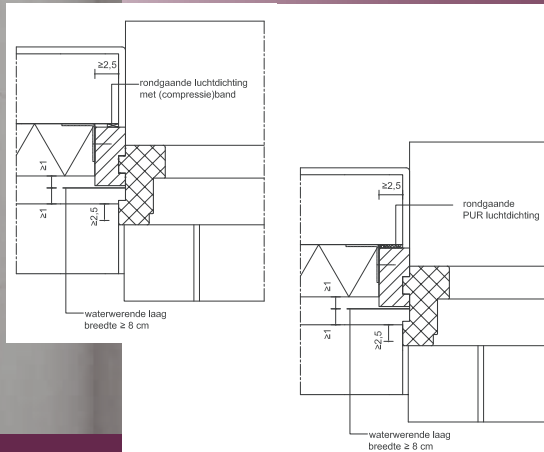 ≥2,5
rondgaande luchtdichting
met (compressie)band
≥1
≥1
≥2,5
waterwerende laag
breedte ≥ 8 cm
≥2,5
rondgaande
PUR luchtdichting
≥1
≥1
≥2,5
waterwerende laag
breedte ≥ 8 cm